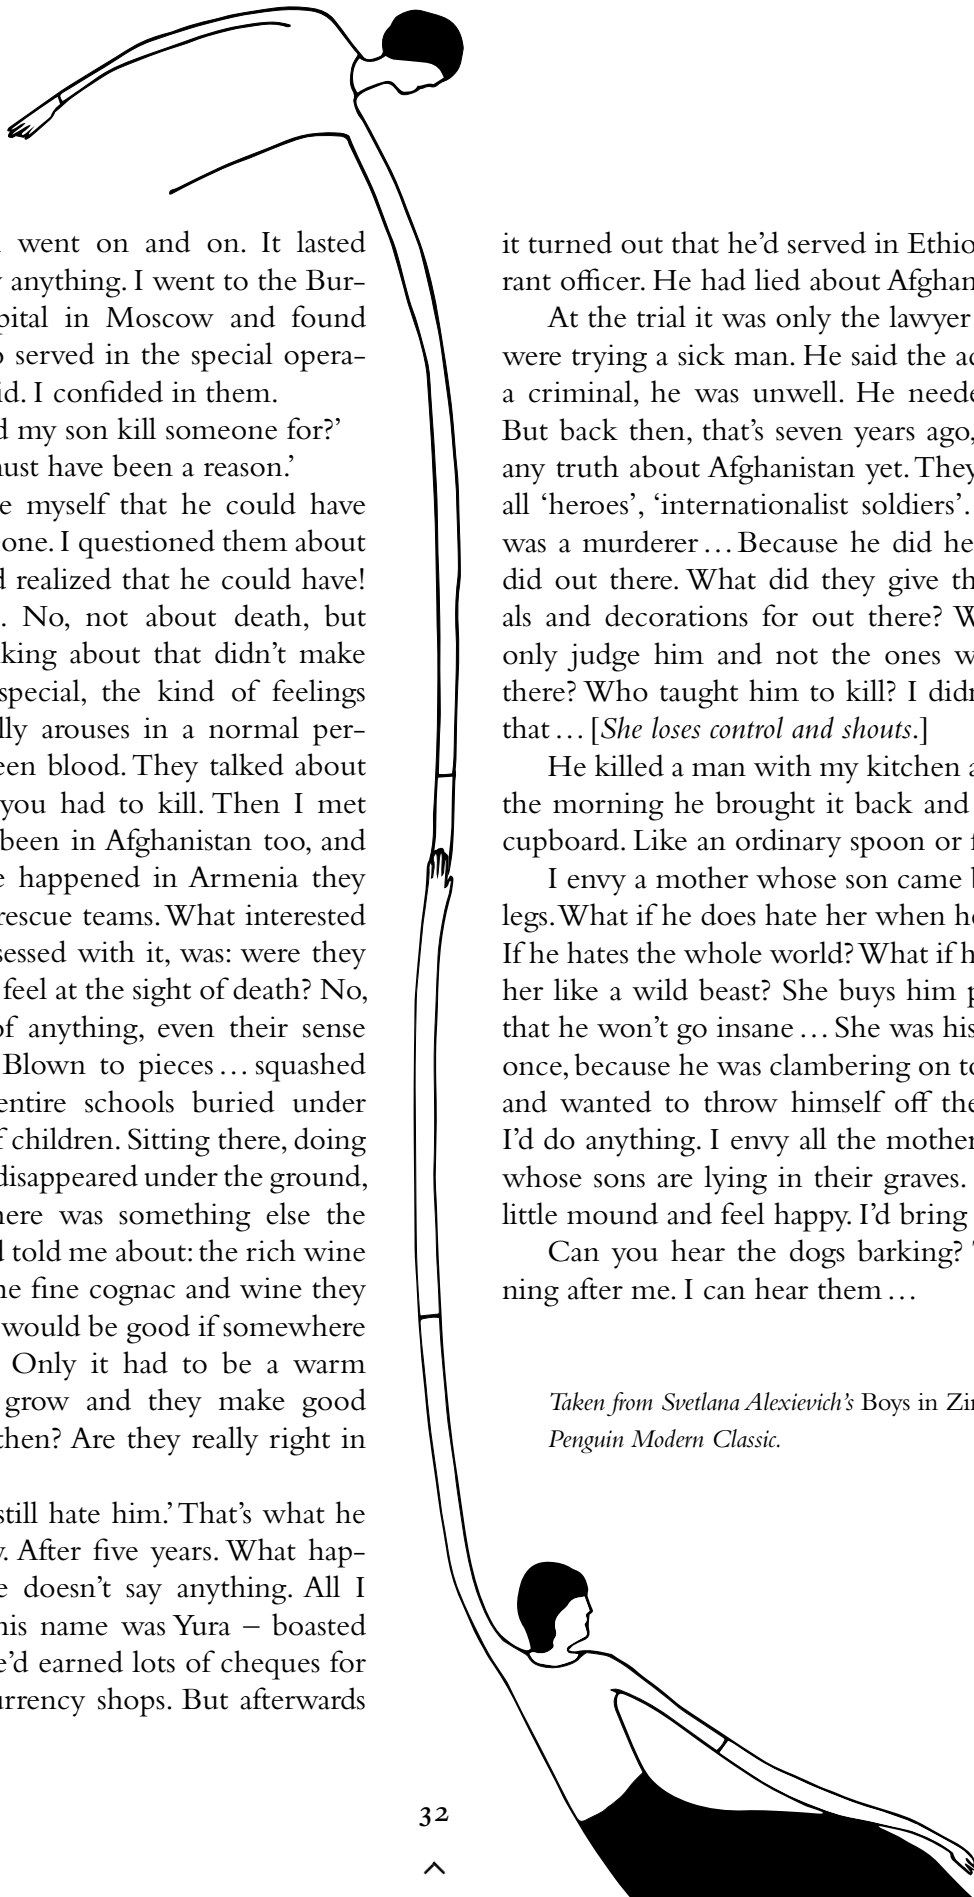 went on and on. It lasted
anything. I went to the Bur-
pital in Moscow and found
served in the special opera-
id. I confided in them.
d my son kill someone for?’
must have been a reason.’
e myself that he could have
one. I questioned them about
d realized that he could have!
. No, not about death, but
king about that didn’t make
special, the kind of feelings
lly arouses in a normal per-
een blood. They talked about
you had to kill. Then I met
been in Afghanistan too, and
e happened in Armenia they
rescue teams. What interested
sessed with it, was: were they
feel at the sight of death? No,
of anything, even their sense
Blown to pieces … squashed
entire schools buried under
f children. Sitting there, doing
disappeared under the ground,
here was something else the
d told me about: the rich wine
he fine cognac and wine they
would be good if somewhere
Only it had to be a warm
grow and they make good
then? Are they really right in
still hate him.’ That’s what he
y. After five years. What hap-
e doesn’t say anything. All I
his name was Yura – boasted
e’d earned lots of cheques for
urrency shops. But afterwards
it turned out that he’d served in Ethio
rant officer. He had lied about Afghan
At the trial it was only the lawyer
were trying a sick man. He said the ac
a criminal, he was unwell. He neede
But back then, that’s seven years ago,
any truth about Afghanistan yet. They
all ‘heroes’, ‘internationalist soldiers’.
was a murderer … Because he did he
did out there. What did they give th
als and decorations for out there? W
only judge him and not the ones w
there? Who taught him to kill? I didn
that … [She loses control and shouts.]
He killed a man with my kitchen a
the morning he brought it back and
cupboard. Like an ordinary spoon or f
I envy a mother whose son came b
legs. What if he does hate her when he
If he hates the whole world? What if h
her like a wild beast? She buys him p
that he won’t go insane … She was his
once, because he was clambering on to
and wanted to throw himself off the
I’d do anything. I envy all the mother
whose sons are lying in their graves.
little mound and feel happy. I’d bring
Can you hear the dogs barking? T
ning after me. I can hear them …
Taken from Svetlana Alexievich’s Boys in Zin
Penguin Modern Classic.
32